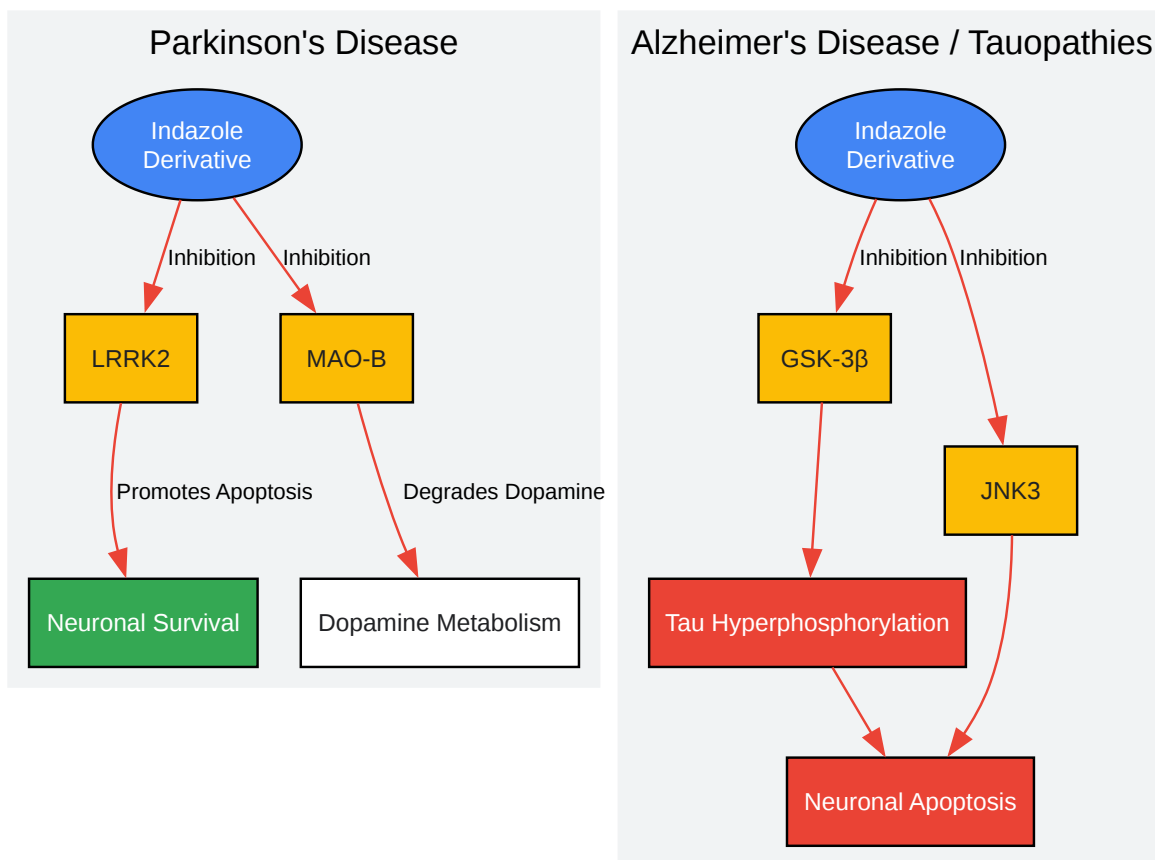 Parkinson's Disease
Indazole
Derivative
Inhibition
Inhibition
LRRK2
MAO-B
Promotes Apoptosis
Degrades Dopamine
Neuronal Survival
Dopamine Metabolism
Alzheimer's Disease / Tauopathies
Indazole
Derivative
Inhibition
Inhibition
GSK-3β
JNK3
Tau Hyperphosphorylation
Neuronal Apoptosis